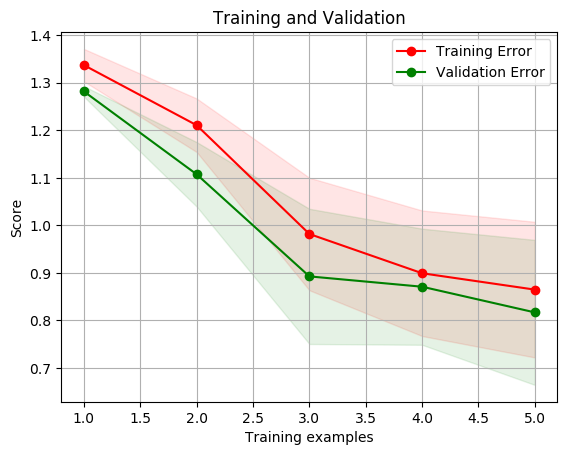 Training and Validation
1.4
1.3
1.2
1.1
1.0
0.9
0.8
0.7
Score
Training Error
Validation Error
1.0 1.5 2.0 2.5 3.0 3.5 4.0 4.5 5.0
Training examples